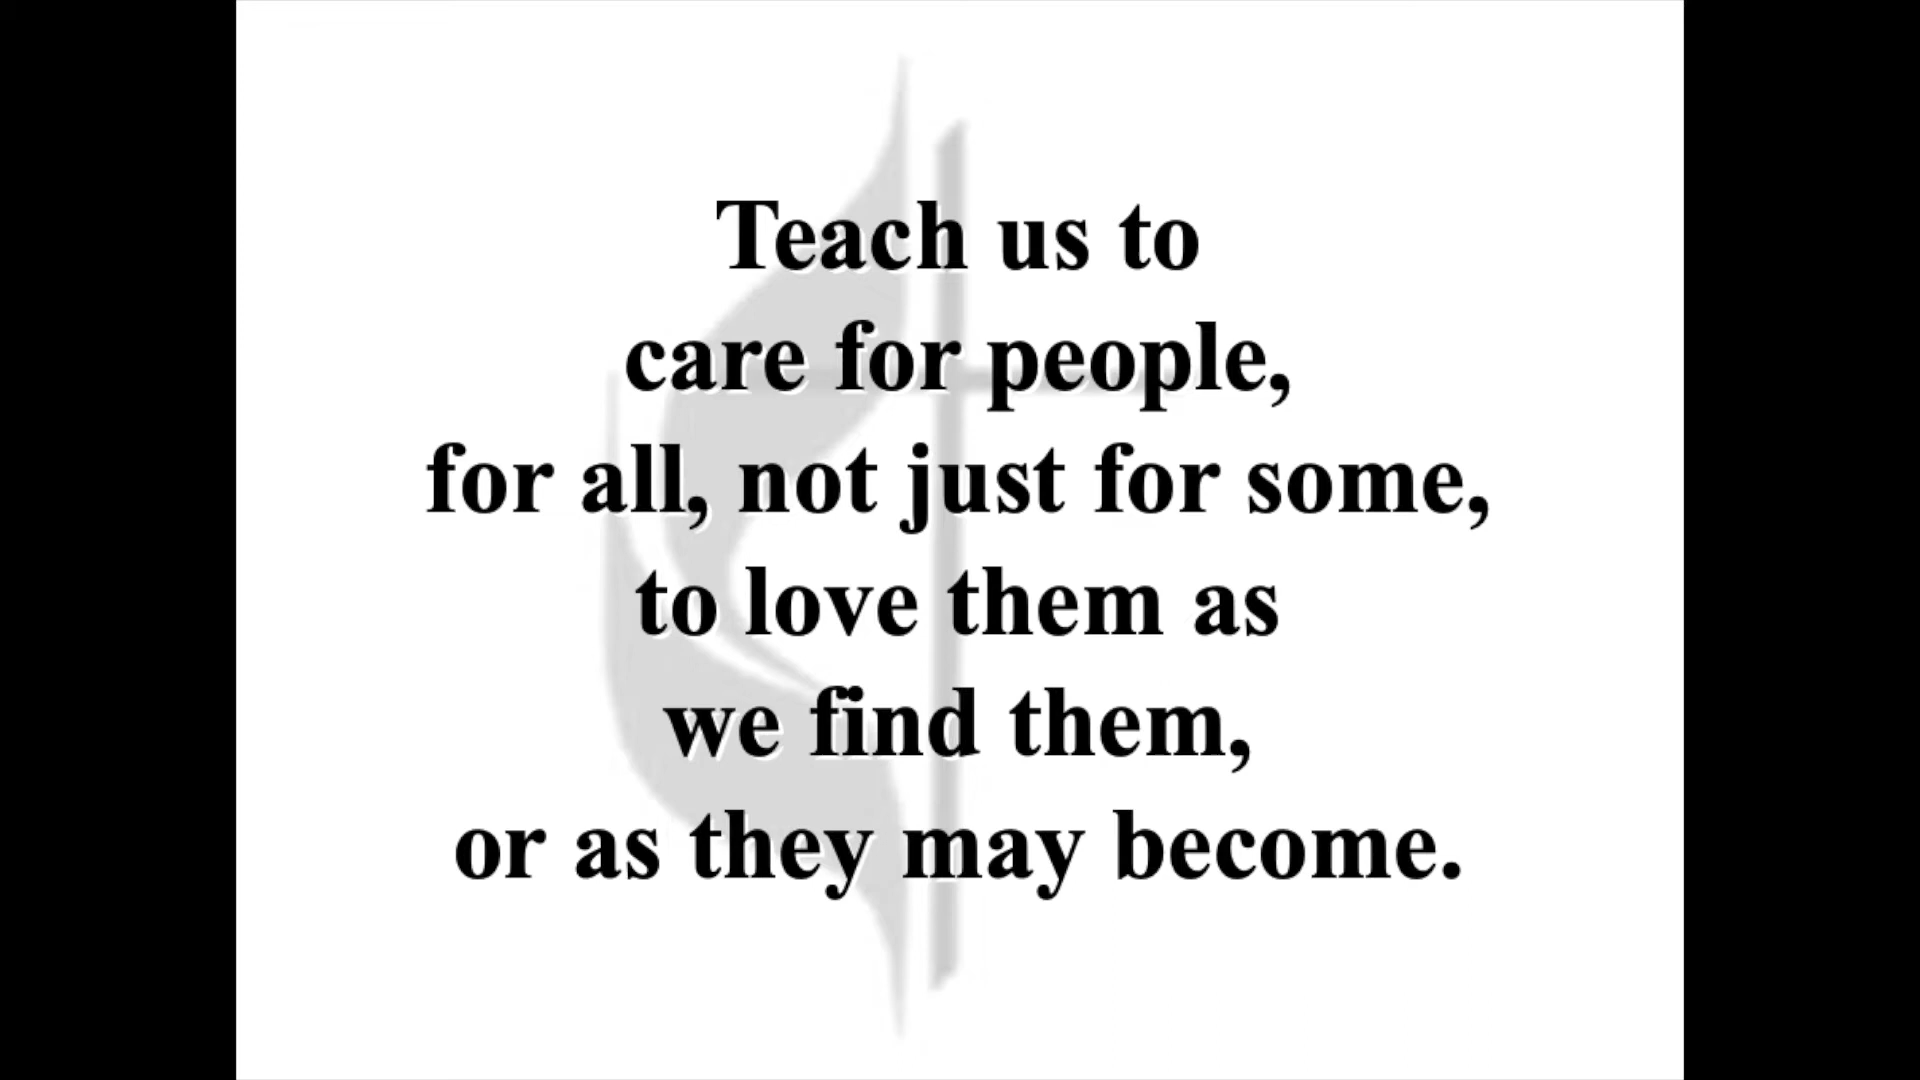 Teach us to
care for people,
for all, not just for some,
to love them as
we find them,
or as they may become.